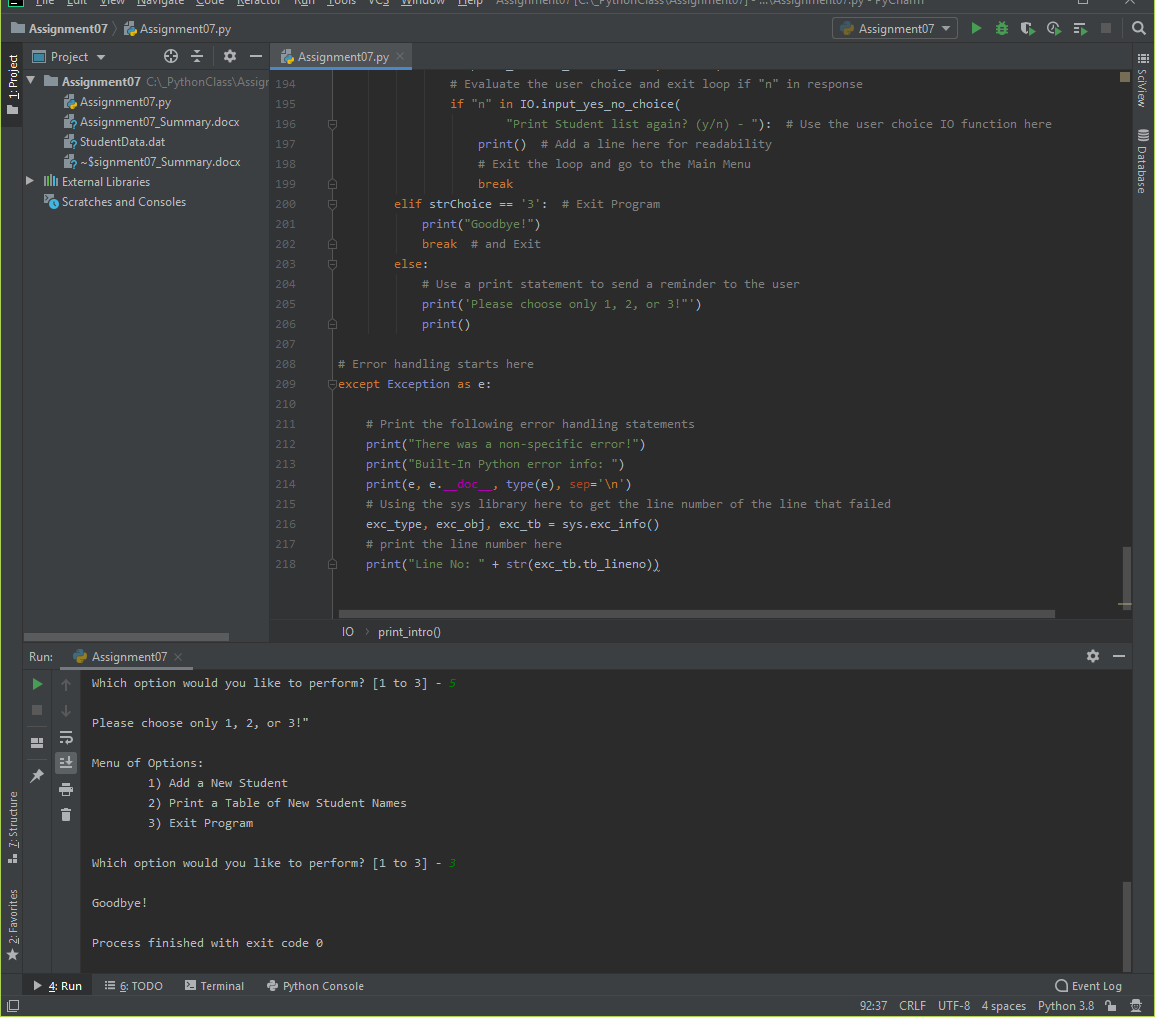 File Edit View Navigate Code Refactor Run Tools VCS Window Help Assignment07 [C:\_PythonClass\Assignment07] - ...\Assignment07.py - PyCharm
Assignment07 Assignment07.py Assignment07
1: Project
Project
Assignment07.py
Assignment07 C:\_PythonClass\Assignr
Assignment07.py
Assignment07_Summary.docx
StudentData.dat
~$signment07_Summary.docx
External Libraries
Scratches and Consoles
194 # Evaluate the user choice and exit loop if "n" in response
195 if "n" in IO.input_yes_no_choice(
196 "Print Student list again? (y/n) - "):  # Use the user choice IO function here
197 print()  # Add a line here for readability
198 # Exit the loop and go to the Main Menu
199 break
200 elif strChoice == '3':  # Exit Program
201 print("Goodbye!")
202 break  # and Exit
203 else:
204 # Use a print statement to send a reminder to the user
205 print('Please choose only 1, 2, or 3!"')
206 print()
207
208 # Error handling starts here
209 except Exception as e:
210
211 # Print the following error handling statements
212 print("There was a non-specific error!")
213 print("Built-In Python error info: ")
214 print(e, e.__doc__, type(e), sep='\n')
215 # Using the sys library here to get the line number of the line that failed
216 exc_type, exc_obj, exc_tb = sys.exc_info()
217 # print the line number here
218 print("Line No: " + str(exc_tb.tb_lineno))
IO › print_intro()
SciView
Database
Run: Assignment07
Which option would you like to perform? [1 to 3] - 5
Please choose only 1, 2, or 3!"
Menu of Options:
1) Add a New Student
2) Print a Table of New Student Names
3) Exit Program
Which option would you like to perform? [1 to 3] - 3
Goodbye!
Process finished with exit code 0
7: Structure
2: Favorites
4: Run 6: TODO Terminal Python Console Event Log
92:37 CRLF UTF-8 4 spaces Python 3.8